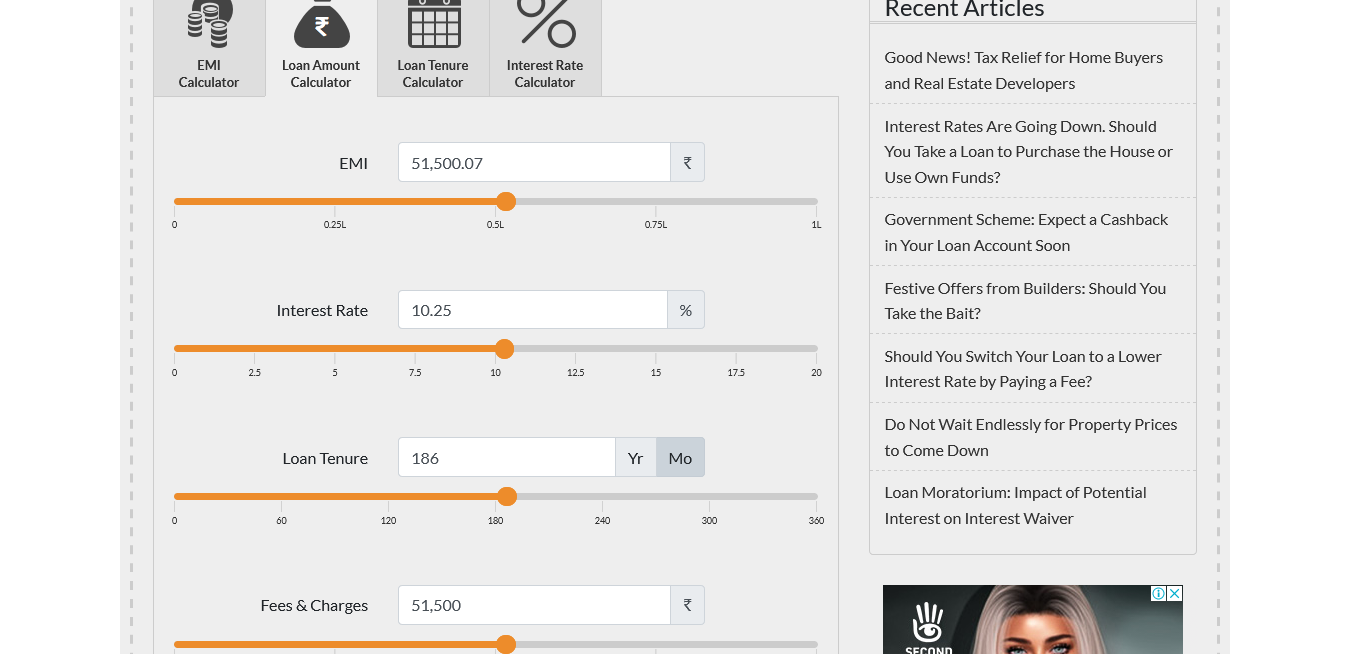 EMI
Calculator
₹
Loan Amount
Calculator
Loan Tenure
Calculator
Interest Rate
Calculator
EMI
51,500.07
₹
0
0.25L
0.5L
0.75L
1L
Interest Rate
10.25
%
0
2.5
5
7.5
10
12.5
15
17.5
20
Loan Tenure
186
Yr
Mo
0
60
120
180
240
300
360
Fees & Charges
51,500
₹
Recent Articles
Good News! Tax Relief for Home Buyers
and Real Estate Developers
Interest Rates Are Going Down. Should
You Take a Loan to Purchase the House or
Use Own Funds?
Government Scheme: Expect a Cashback
in Your Loan Account Soon
Festive Offers from Builders: Should You
Take the Bait?
Should You Switch Your Loan to a Lower
Interest Rate by Paying a Fee?
Do Not Wait Endlessly for Property Prices
to Come Down
Loan Moratorium: Impact of Potential
Interest on Interest Waiver
SECOND